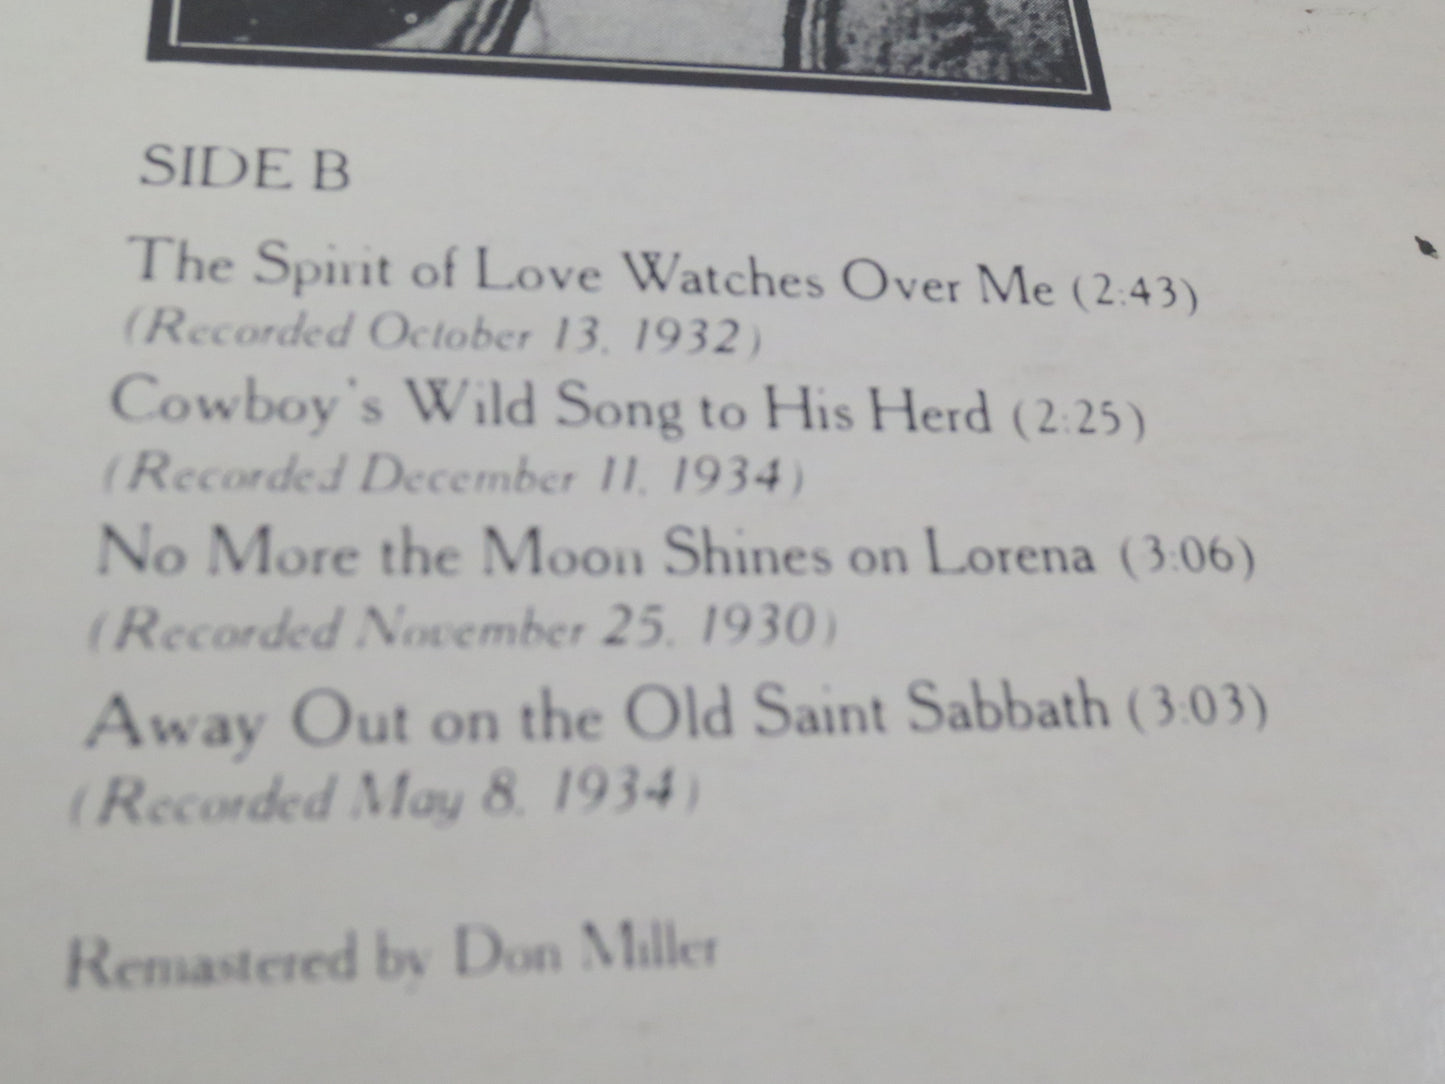 SIDE B
The Spirit of Love Watches Over Me (2:43)
(Recorded October 13, 1932)
Cowboy's Wild Song to His Herd (2:25)
(Recorded December 11, 1934)
No More the Moon Shines on Lorena (3:06)
(Recorded November 25, 1930)
Away Out on the Old Saint Sabbath (3:03)
(Recorded May 8, 1934)
Remastered by Don Miller